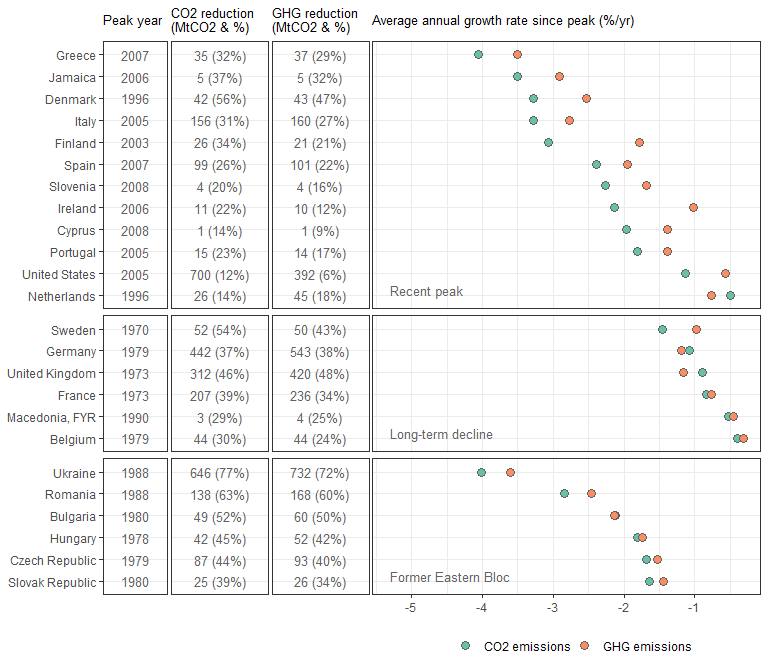 Peak year CO2 reduction (MtCO2 & %) GHG reduction (MtCO2 & %) Average annual growth rate since peak (%/yr)
Greece 2007 35 (32%) 37 (29%)
Jamaica 2006 5 (37%) 5 (32%)
Denmark 1996 42 (56%) 43 (47%)
Italy 2005 156 (31%) 160 (27%)
Finland 2003 26 (34%) 21 (21%)
Spain 2007 99 (26%) 101 (22%)
Slovenia 2008 4 (20%) 4 (16%)
Ireland 2006 11 (22%) 10 (12%)
Cyprus 2008 1 (14%) 1 (9%)
Portugal 2005 15 (23%) 14 (17%)
United States 2005 700 (12%) 392 (6%)
Netherlands 1996 26 (14%) 45 (18%)
Recent peak
Sweden 1970 52 (54%) 50 (43%)
Germany 1979 442 (37%) 543 (38%)
United Kingdom 1973 312 (46%) 420 (48%)
France 1973 207 (39%) 236 (34%)
Macedonia, FYR 1990 3 (29%) 4 (25%)
Belgium 1979 44 (30%) 44 (24%)
Long-term decline
Ukraine 1988 646 (77%) 732 (72%)
Romania 1988 138 (63%) 168 (60%)
Bulgaria 1980 49 (52%) 60 (50%)
Hungary 1978 42 (45%) 52 (42%)
Czech Republic 1979 87 (44%) 93 (40%)
Slovak Republic 1980 25 (39%) 26 (34%)
Former Eastern Bloc
-5 -4 -3 -2 -1
CO2 emissions GHG emissions